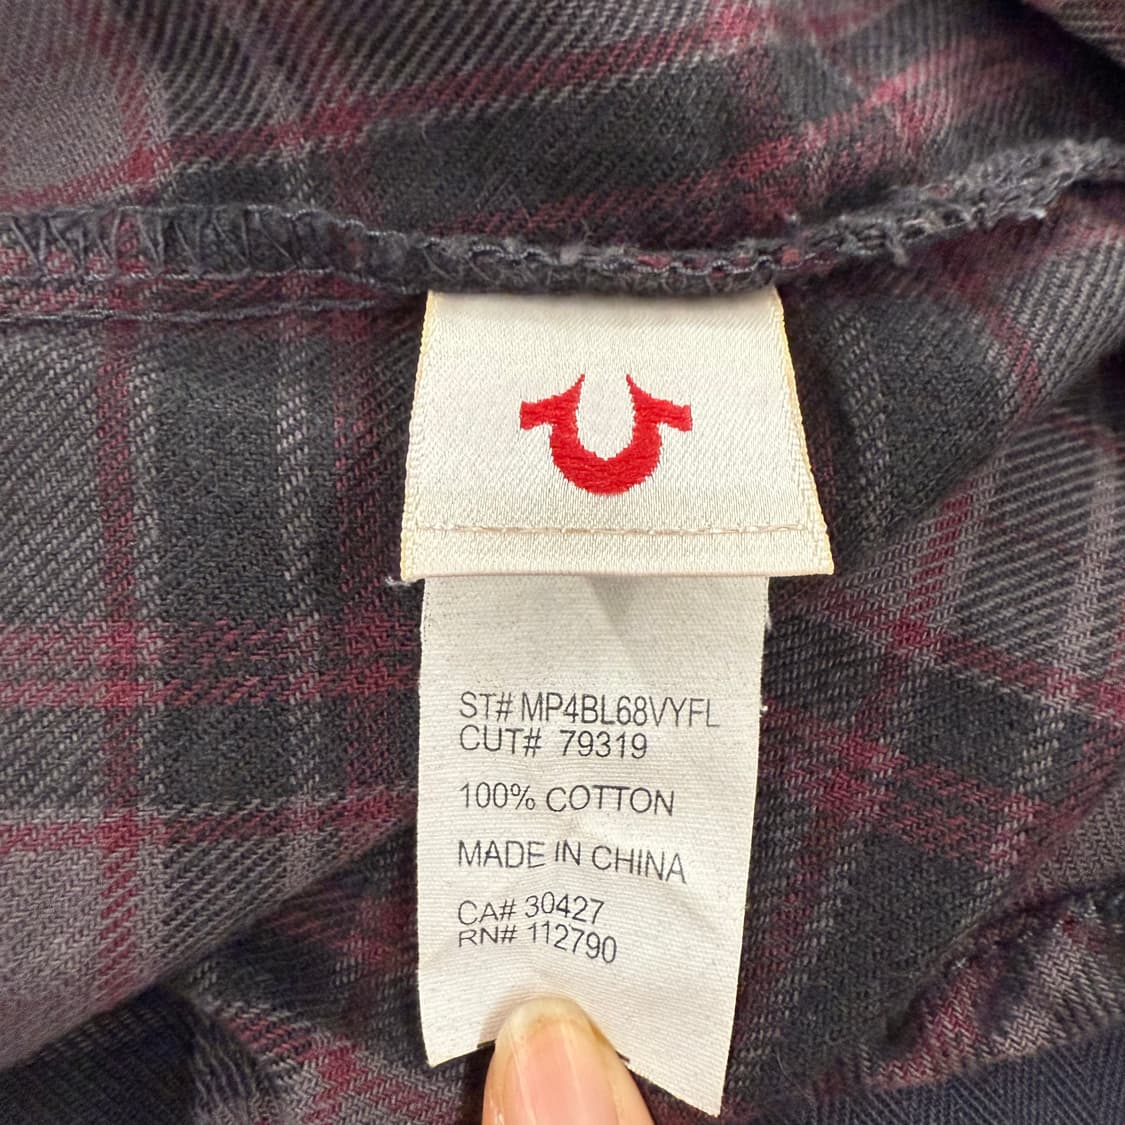 ST# MP4BL68VYFL
CUT# 79319
100% COTTON
MADE IN CHINA
CA# 30427
RN# 112790